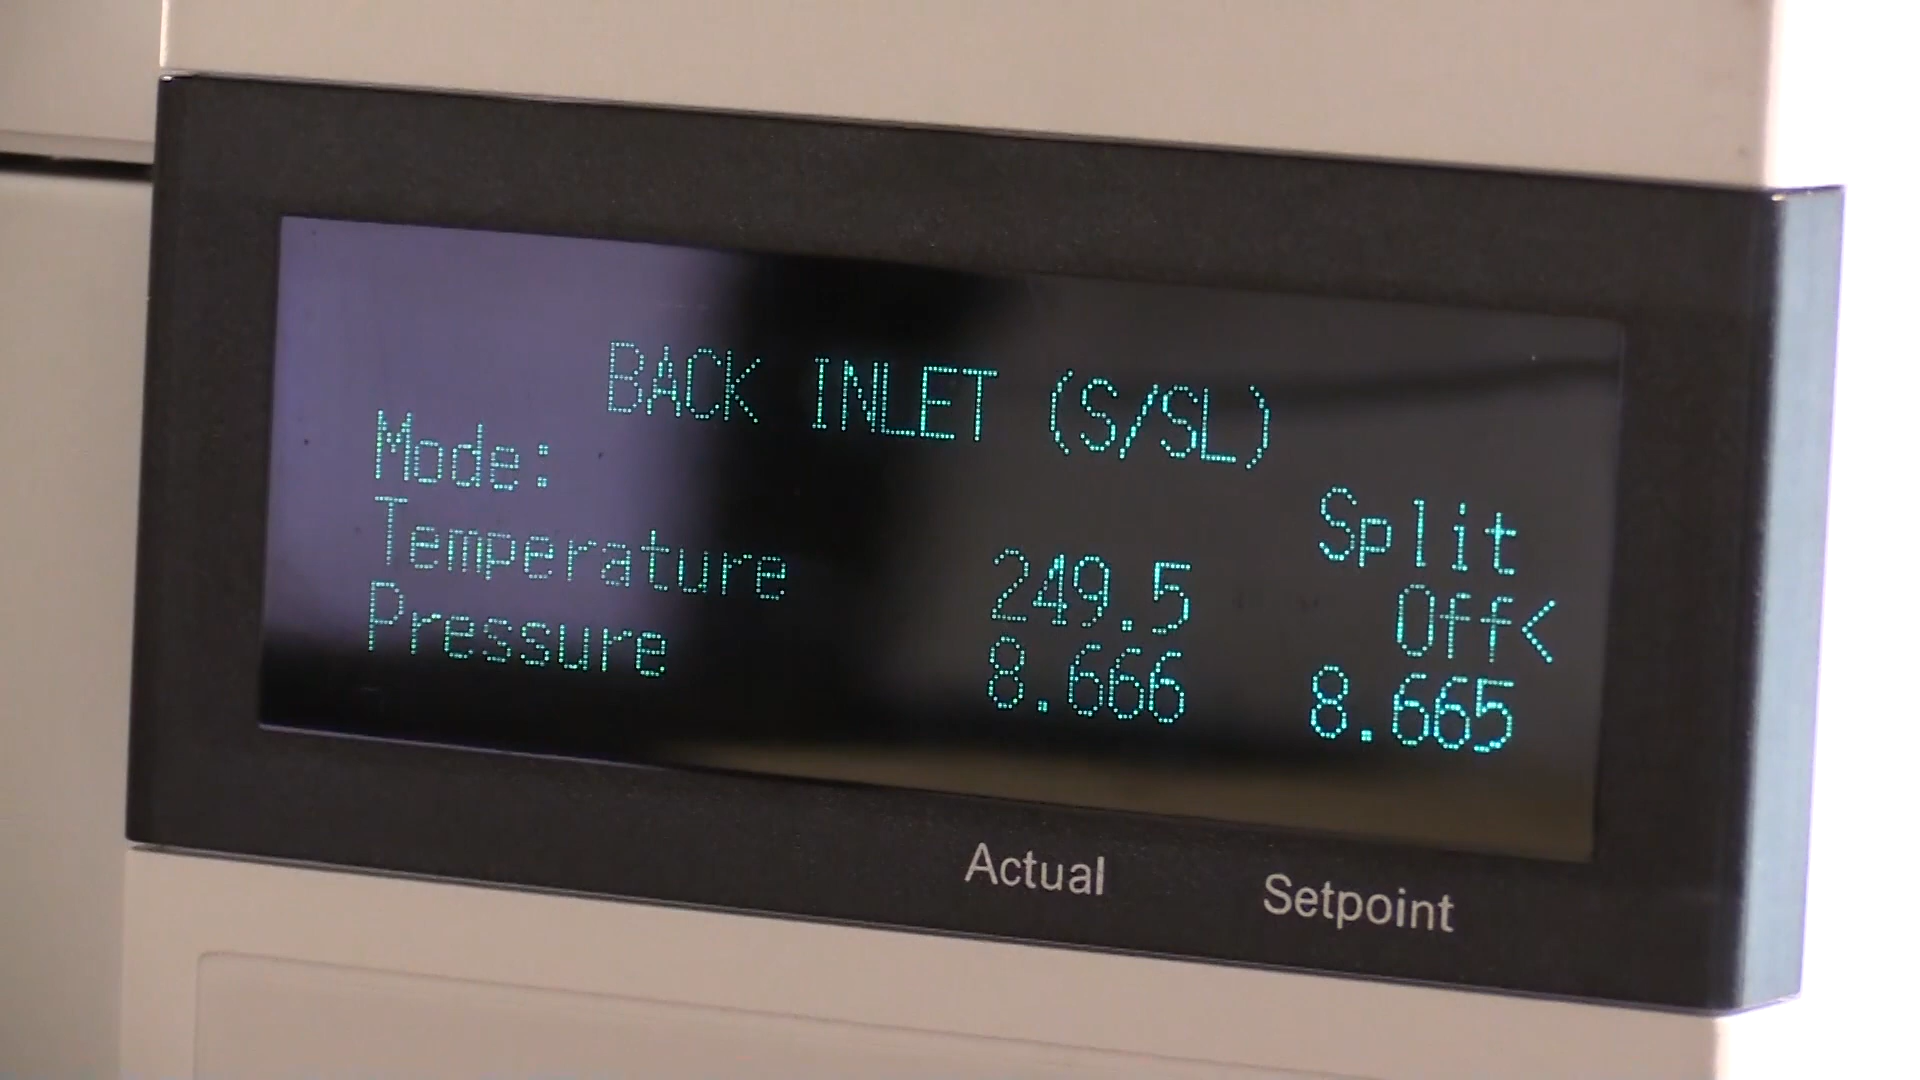 BACK INLET (S/SL)
Mode: Split
Temperature 249.5 Off<
Pressure 8.666 8.665
Actual Setpoint